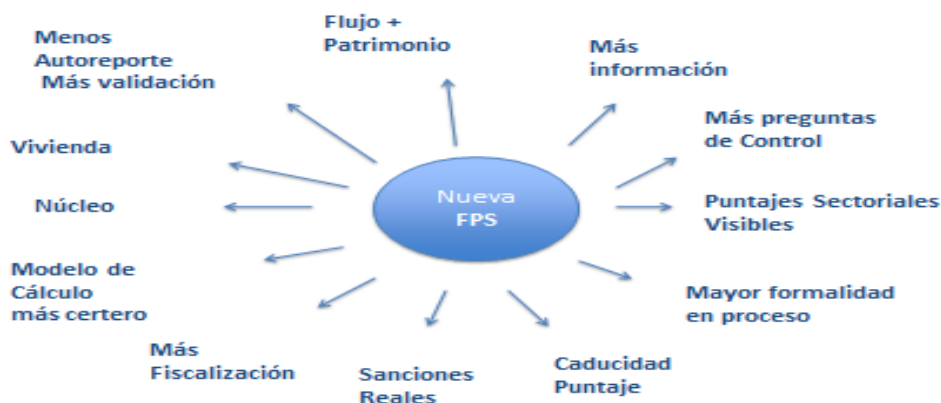 Flujo +
Patrimonio
Menos
Autoreporte
Más validación
Más
información
Más preguntas
de Control
Vivienda
Nueva
FPS
Núcleo
Puntajes Sectoriales
Visibles
Modelo de
Cálculo
más certero
Mayor formalidad
en proceso
Más
Fiscalización
Sanciones
Reales
Caducidad
Puntaje